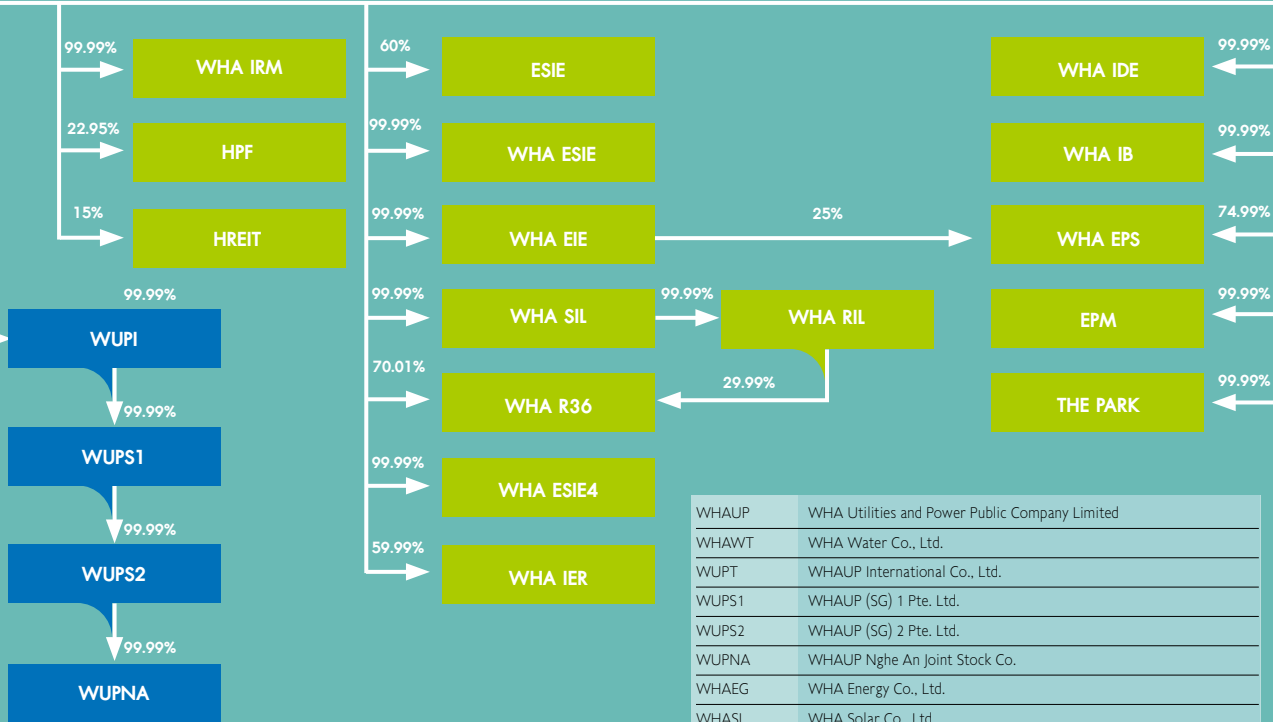 99.99%
WHA IRM
22.95%
HPF
15%
HREIT
99.99%
WUPI
99.99%
WUPS1
99.99%
WUPS2
99.99%
WUPNA
60%
ESIE
99.99%
WHA ESIE
99.99%
WHA EIE
25%
99.99%
WHA SIL
99.99%
WHA RIL
70.01%
WHA R36
29.99%
99.99%
WHA ESIE4
59.99%
WHA IER
WHA IDE
99.99%
WHA IB
99.99%
WHA EPS
74.99%
EPM
99.99%
THE PARK
99.99%
WHAUP WHA Utilities and Power Public Company Limited
WHAWT WHA Water Co., Ltd.
WUPT WHAUP International Co., Ltd.
WUPS1 WHAUP (SG) 1 Pte. Ltd.
WUPS2 WHAUP (SG) 2 Pte. Ltd.
WUPNA WHAUP Nghe An Joint Stock Co.
WHAEG WHA Energy Co., Ltd.
WHASL WHA Solar Co., Ltd.